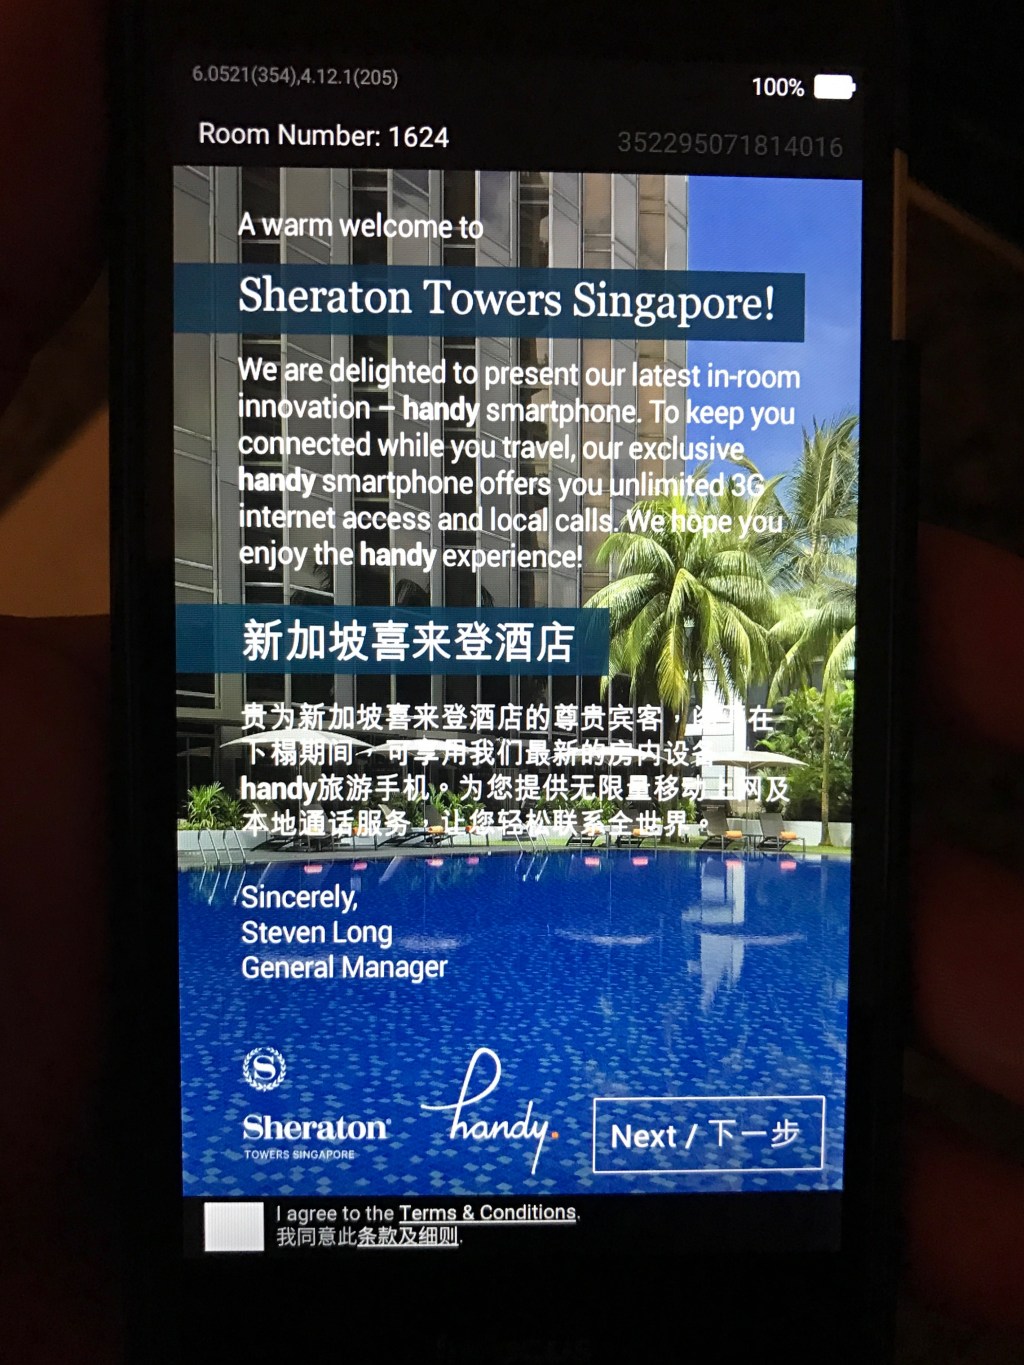 6.0521(354),4.12.1(205)
100%
Room Number: 1624
352295071814016
A warm welcome to
Sheraton Towers Singapore!
We are delighted to present our latest in-room
innovation – handy smartphone. To keep you
connected while you travel, our exclusive
handy smartphone offers you unlimited 3G
internet access and local calls. We hope you
enjoy the handy experience!
新加坡喜来登酒店
贵为新加坡喜来登酒店的尊贵宾客，阁下在
下榻期间，可享用我们最新的房内设备
handy旅游手机。为您提供无限量移动上网及
本地通话服务，让您轻松联系全世界。
Sincerely,
Steven Long
General Manager
S
Sheraton®
TOWERS SINGAPORE
handy.
Next / 下一步
I agree to the Terms & Conditions.
我同意此条款及细则.